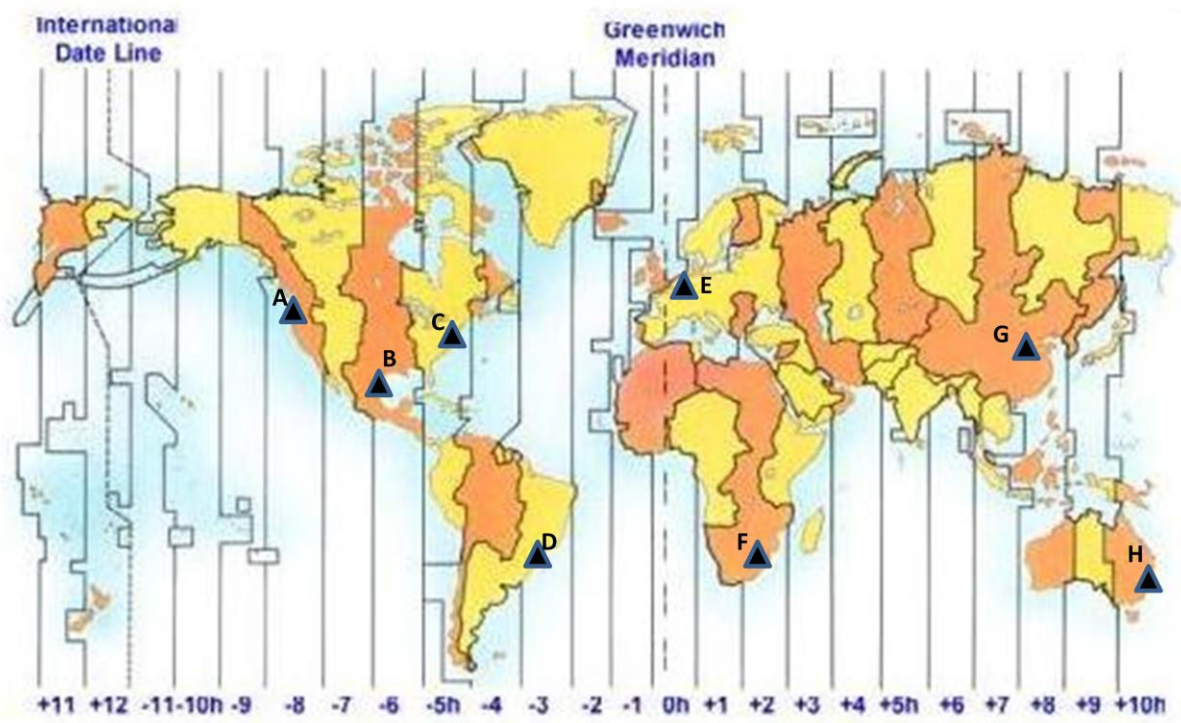 International
Date Line
Greenwich
Meridian
A
E
C
G
B
D
F
H
+11 +12 -11-10h -9 -8 -7 -6 -5h -4 -3 -2 -1 0h +1 +2 +3 +4 +5h +6 +7 +8 +9 +10h